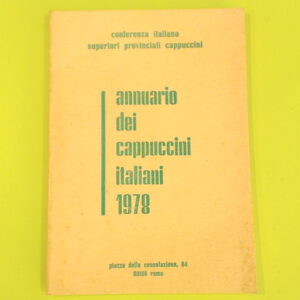 conferenza italiana
superiori provinciali cappuccini
annuario
dei
cappuccini
italiani
1978
piazza della consolazione, 84
00186 roma